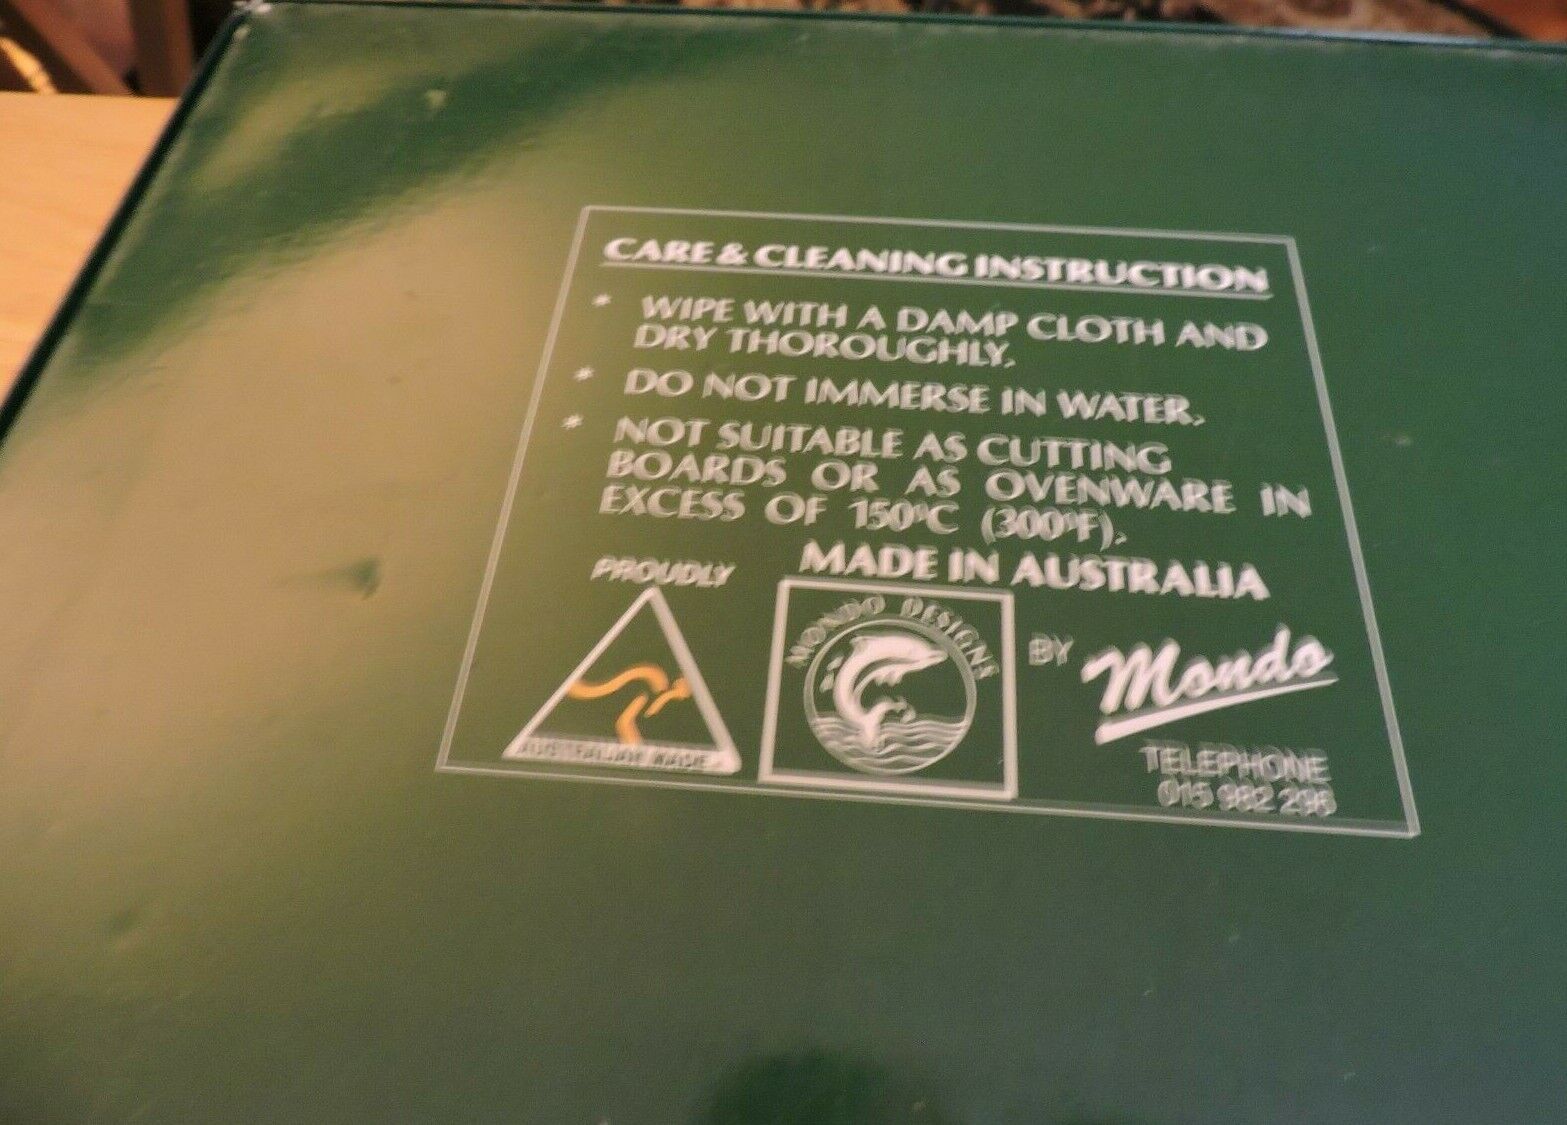 CARE & CLEANING INSTRUCTION
* WIPE WITH A DAMP CLOTH AND
DRY THOROUGHLY.
* DO NOT IMMERSE IN WATER.
* NOT SUITABLE AS CUTTING
BOARDS OR AS OVENWARE IN
EXCESS OF 150°C (300°F).
MADE IN AUSTRALIA
PROUDLY
AUSTRALIAN MADE
MONDO DESIGNS
BY Mondo
TELEPHONE
015 982